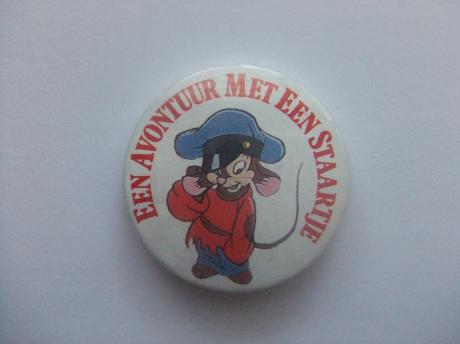 EEN AVONTUUR MET EEN STAARTJE